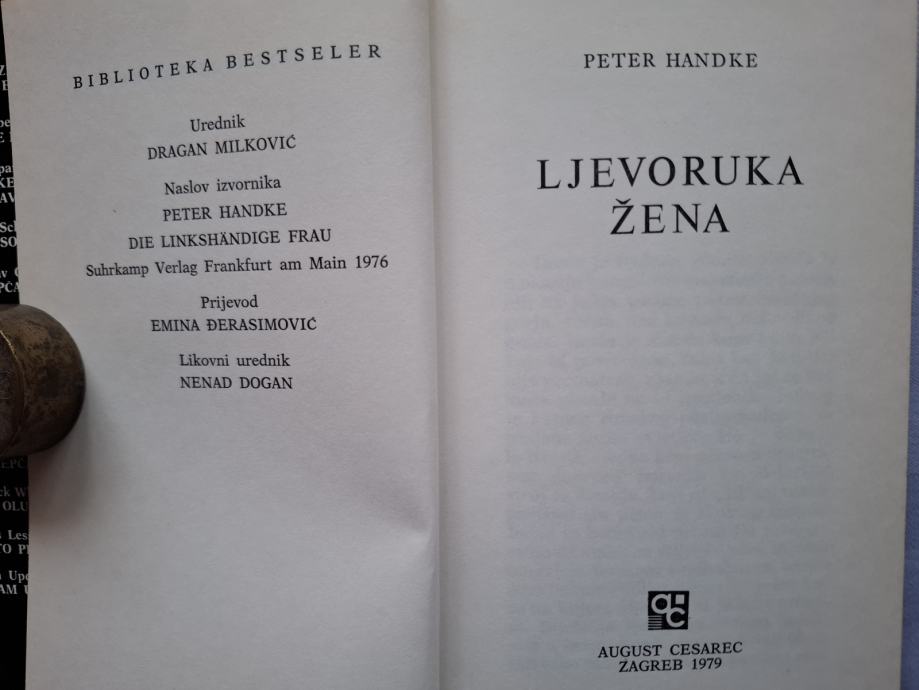 BIBLIOTEKA BESTSELER
Urednik
DRAGAN MILKOVIĆ
Naslov izvornika
PETER HANDKE
DIE LINKSHÄNDIGE FRAU
Suhrkamp Verlag Frankfurt am Main 1976
Prijevod
EMINA ĐERASIMOVIĆ
Likovni urednik
NENAD DOGAN
PETER HANDKE
LJEVORUKA
ŽENA
ac
AUGUST CESAREC
ZAGREB 1979